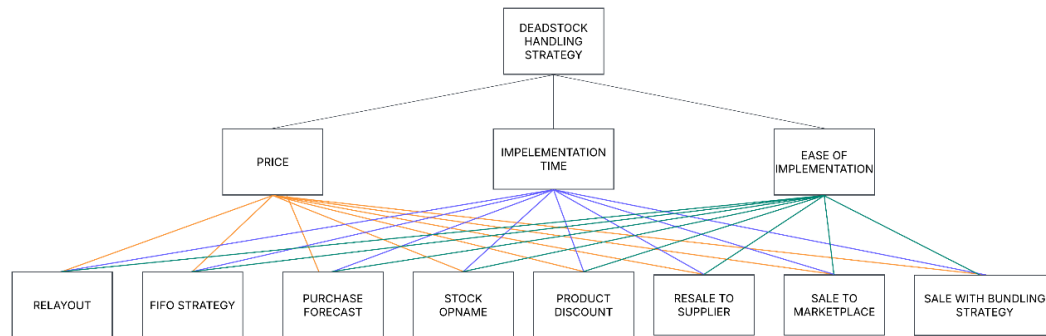 DEADSTOCK
HANDLING
STRATEGY
PRICE
IMPELEMENTATION
TIME
EASE OF
IMPLEMENTATION
RELAYOUT
FIFO STRATEGY
PURCHASE
FORECAST
STOCK
OPNAME
PRODUCT
DISCOUNT
RESALE TO
SUPPLIER
SALE TO
MARKETPLACE
SALE WITH BUNDLING
STRATEGY